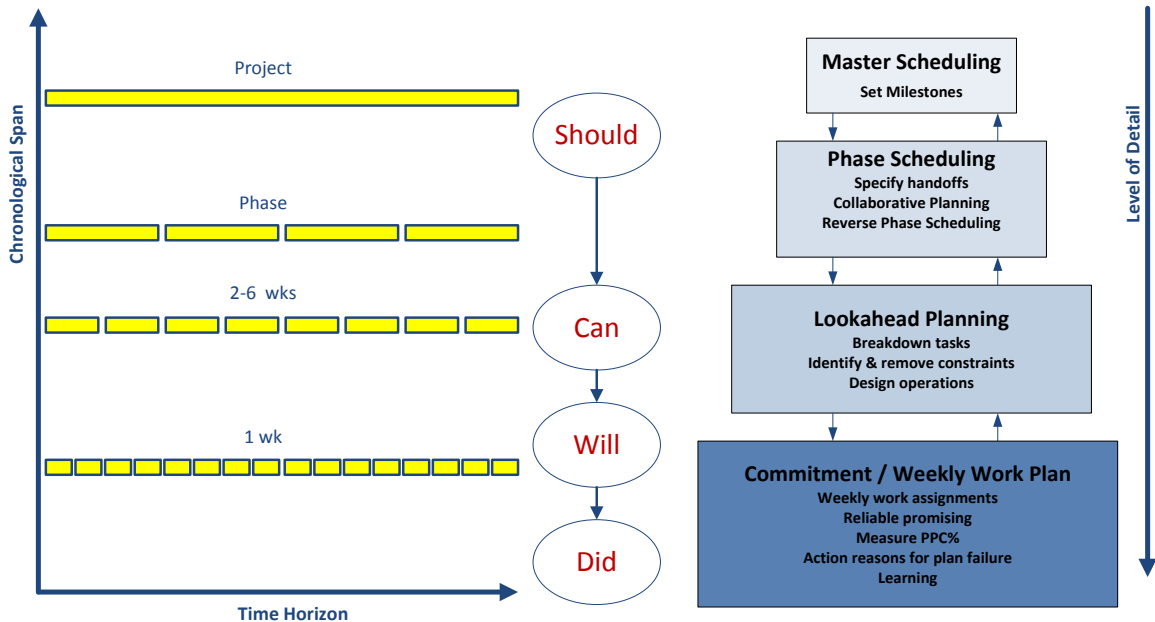 Chronological Span
Project
Phase
2-6 wks
1 wk
Time Horizon
Should
Can
Will
Did
Master Scheduling
Set Milestones
Phase Scheduling
Specify handoffs
Collaborative Planning
Reverse Phase Scheduling
Lookahead Planning
Breakdown tasks
Identify & remove constraints
Design operations
Commitment / Weekly Work Plan
Weekly work assignments
Reliable promising
Measure PPC%
Action reasons for plan failure
Learning
Level of Detail